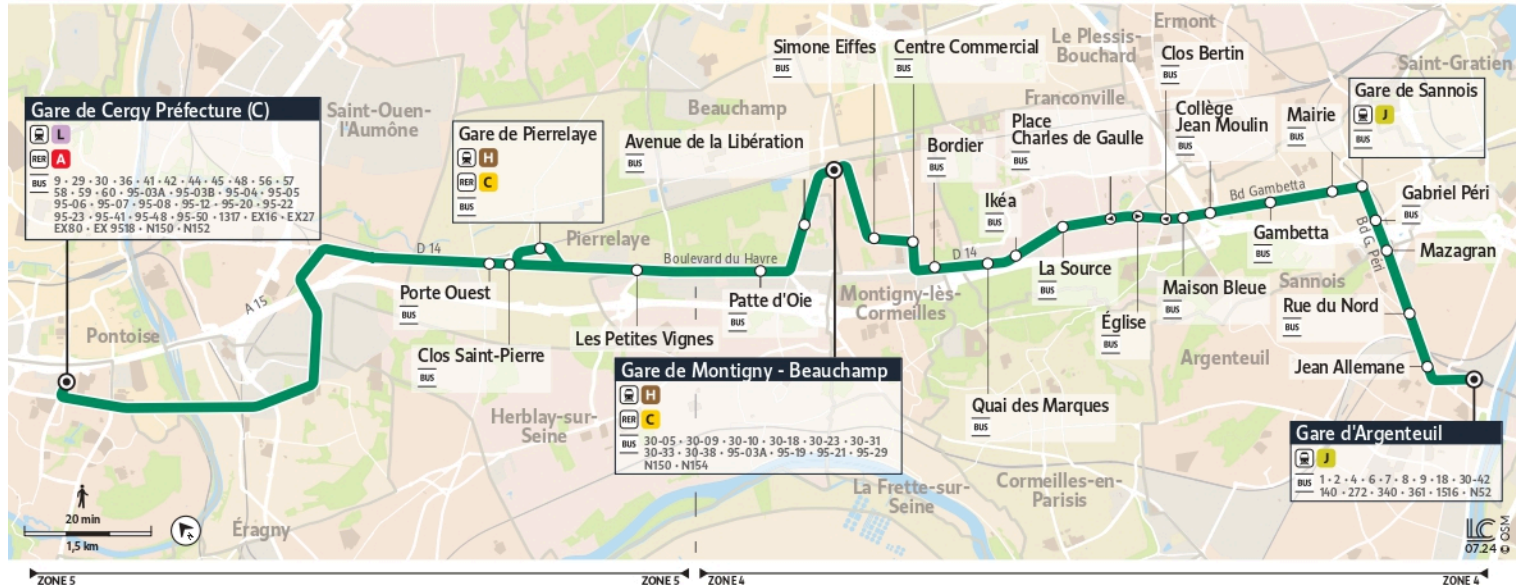 Gare de Cergy Préfecture (C)
L
RER A
BUS 9 • 29 • 30 • 36 • 41 • 42 • 44 • 45 • 48 • 56 • 57
58 • 59 • 60 • 95-03A • 95-03B • 95-04 • 95-05
95-06 • 95-07 • 95-08 • 95-12 • 95-20 • 95-22
95-23 • 95-41 • 95-48 • 95-50 • 1317 • EX16 • EX27
EX80 • EX 9518 • N150 • N152
Saint-Ouen-
l'Aumône
Gare de Pierrelaye
H
RER C
BUS
Pierrelaye
Beauchamp
Avenue de la Libération
BUS
Simone Eiffes
BUS
Centre Commercial
BUS
Le Plessis-
Bouchard
Ermont
Clos Bertin
BUS
Franconville
Place
Charles de Gaulle
BUS
Collège
Jean Moulin
BUS
Mairie
BUS
Saint-Gratien
Gare de Sannois
J
BUS
Bordier
BUS
Ikéa
BUS
Bd Gambetta
Gabriel Péri
BUS
Bd G. Péri
Mazagran
Gambetta
BUS
Sannois
Rue du Nord
BUS
Jean Allemane
D 14
Boulevard du Havre
D 14
La Source
BUS
Maison Bleue
BUS
Église
BUS
Argenteuil
A 15
Pontoise
Porte Ouest
BUS
Clos Saint-Pierre
BUS
Les Petites Vignes
Patte d'Oie
BUS
Montigny-lès-
Cormeilles
Gare de Montigny - Beauchamp
H
RER C
BUS 30-05 • 30-09 • 30-10 • 30-18 • 30-23 • 30-31
30-33 • 30-38 • 95-03A • 95-19 • 95-21 • 95-29
N150 • N154
Herblay-sur-
Seine
Quai des Marques
BUS
La Frette-sur-
Seine
Cormeilles-en-
Parisis
Gare d'Argenteuil
J
BUS 1 • 2 • 4 • 6 • 7 • 8 • 9 • 18 • 30-42
140 • 272 • 340 • 361 • 1516 • N52
20 min
1,5 km
Éragny
LC
07.24
© OSM
ZONE 5
ZONE 5
ZONE 4
ZONE 4